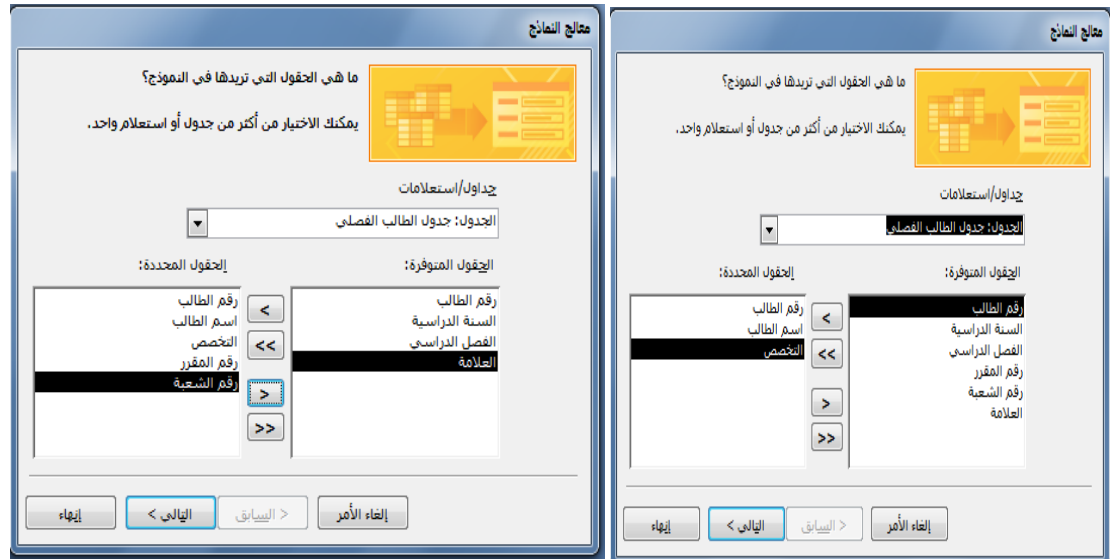 معالج النماذج
ما هي الحقول التي تريدها في النموذج؟
يمكنك الاختيار من أكثر من جدول أو استعلام واحد.
جداول/استعلامات
الجدول: جدول الطالب الفصلي
الحقول المتوفرة:
الحقول المحددة:
رقم الطالب
السنة الدراسية
الفصل الدراسي
رقم المقرر
رقم الشعبة
العلامة
>
>>
<
<<
رقم الطالب
اسم الطالب
التخصص
إلغاء الأمر
< السابق
التالي >
إنهاء
معالج النماذج
ما هي الحقول التي تريدها في النموذج؟
يمكنك الاختيار من أكثر من جدول أو استعلام واحد.
جداول/استعلامات
الجدول: جدول الطالب الفصلي
الحقول المتوفرة:
الحقول المحددة:
رقم الطالب
السنة الدراسية
الفصل الدراسي
العلامة
>
>>
<
<<
رقم الطالب
اسم الطالب
التخصص
رقم المقرر
رقم الشعبة
إلغاء الأمر
< السابق
التالي >
إنهاء